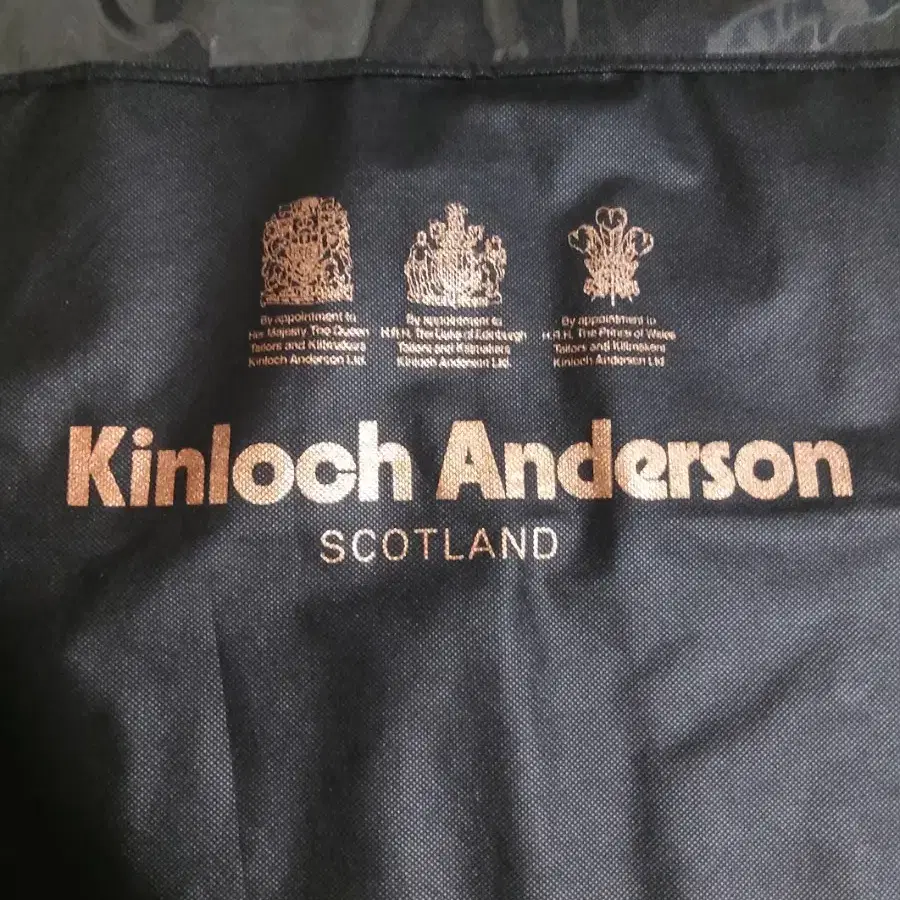 By appointment to
Her Majesty The Queen
Tailors and Kiltmakers
Kinloch Anderson Ltd.
By appointment to
H.R.H. The Duke of Edinburgh
Tailors and Kiltmakers
Kinloch Anderson Ltd.
By appointment to
H.R.H. The Prince of Wales
Tailors and Kiltmakers
Kinloch Anderson Ltd
Kinloch Anderson
SCOTLAND